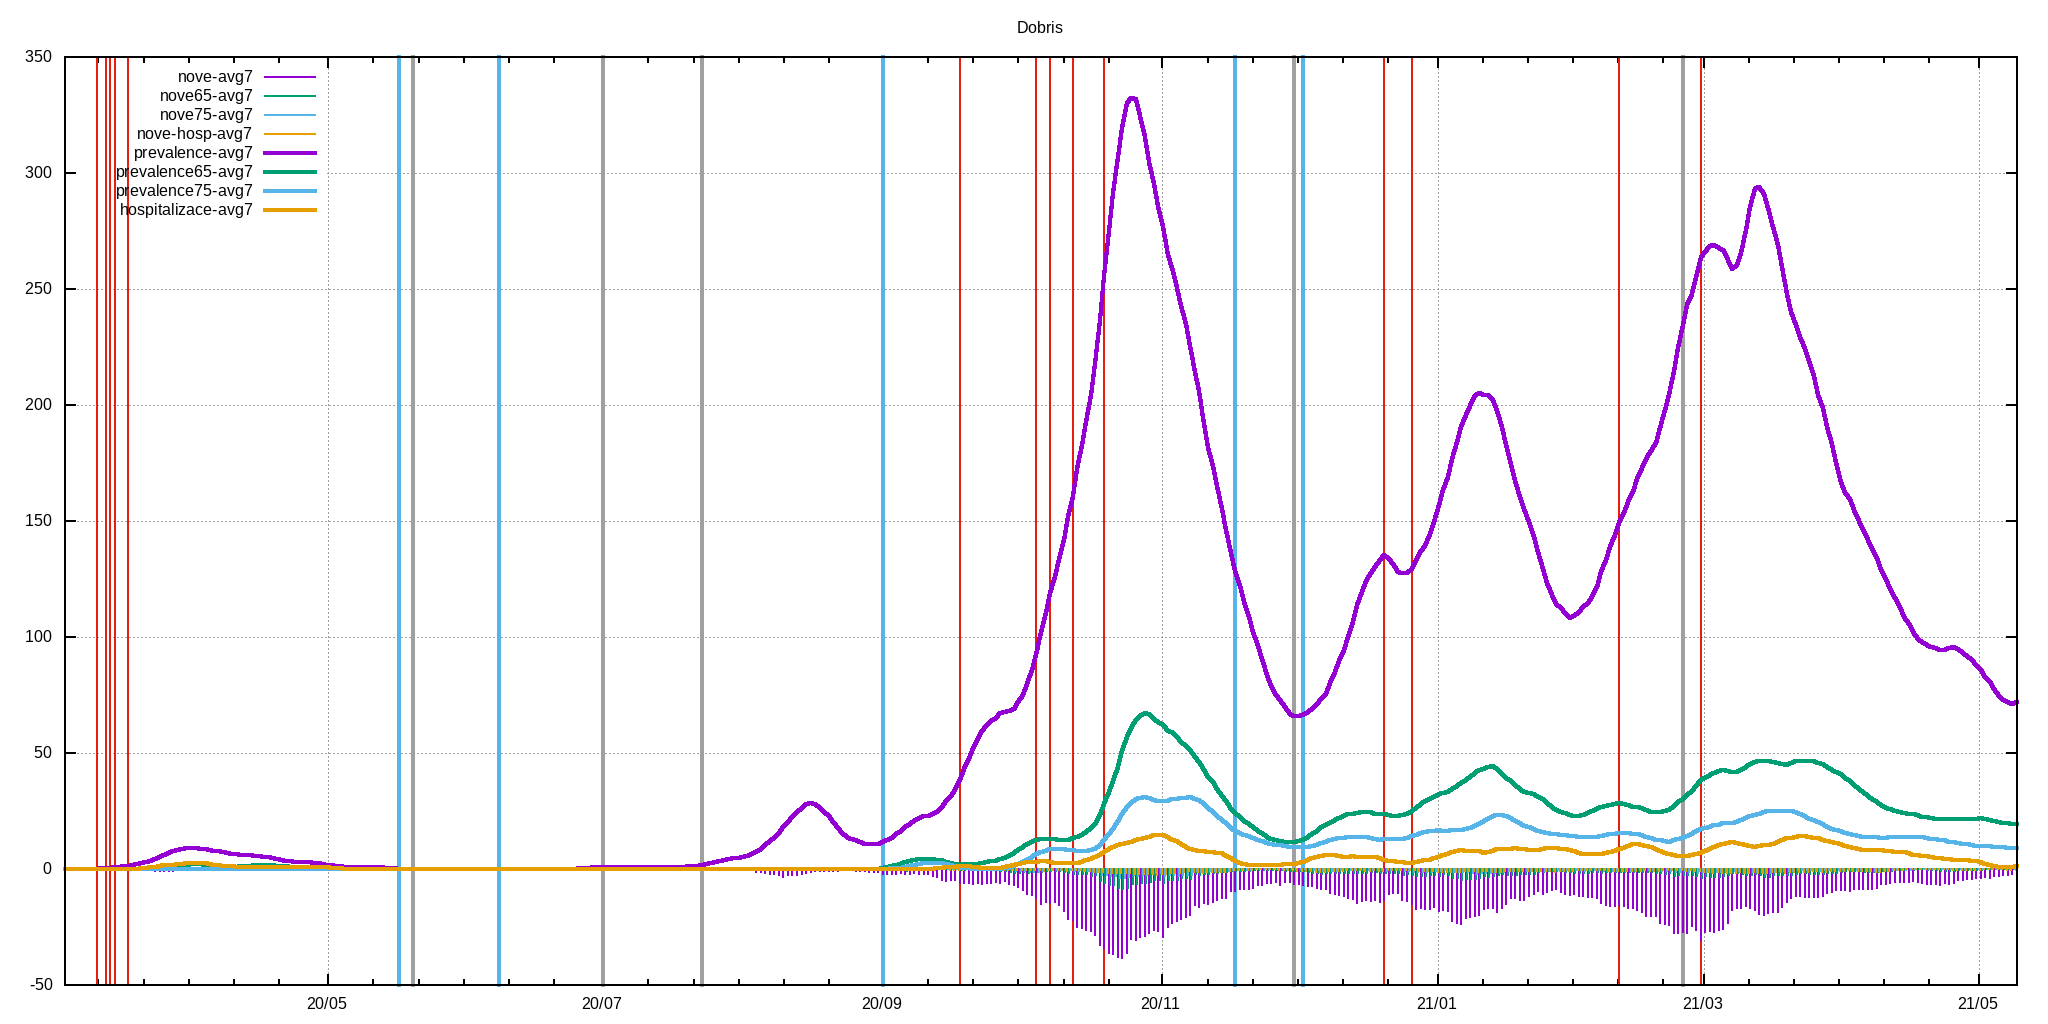 Dobris
350
300
250
200
150
100
50
0
-50
nove-avg7
nove65-avg7
nove75-avg7
nove-hosp-avg7
prevalence-avg7
prevalence65-avg7
prevalence75-avg7
hospitalizace-avg7
20/05
20/07
20/09
20/11
21/01
21/03
21/05